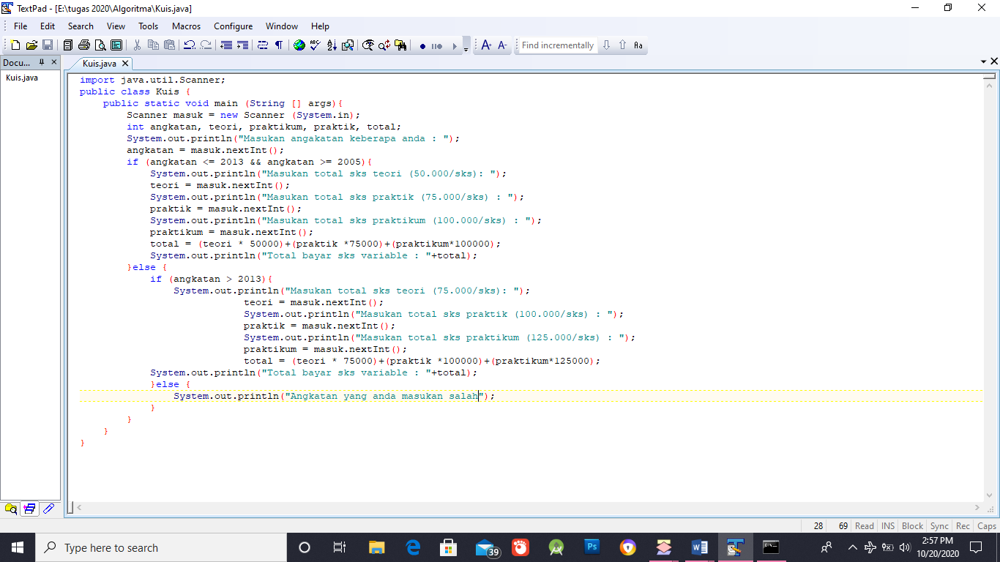 TextPad - [E:\tugas 2020\Algoritma\Kuis.java]
File Edit Search View Tools Macros Configure Window Help
Find incrementally
Docu...
Kuis.java
Kuis.java
import java.util.Scanner;
public class Kuis {
    public static void main (String [] args){
        Scanner masuk = new Scanner (System.in);
        int angkatan, teori, praktikum, praktik, total;
        System.out.println("Masukan angakatan keberapa anda : ");
        angkatan = masuk.nextInt();
        if (angkatan <= 2013 && angkatan >= 2005){
            System.out.println("Masukan total sks teori (50.000/sks): ");
            teori = masuk.nextInt();
            System.out.println("Masukan total sks praktik (75.000/sks) : ");
            praktik = masuk.nextInt();
            System.out.println("Masukan total sks praktikum (100.000/sks) : ");
            praktikum = masuk.nextInt();
            total = (teori * 50000)+(praktik *75000)+(praktikum*100000);
            System.out.println("Total bayar sks variable : "+total);
        }else {
            if (angkatan > 2013){
                System.out.println("Masukan total sks teori (75.000/sks): ");
                            teori = masuk.nextInt();
                            System.out.println("Masukan total sks praktik (100.000/sks) : ");
                            praktik = masuk.nextInt();
                            System.out.println("Masukan total sks praktikum (125.000/sks) : ");
                            praktikum = masuk.nextInt();
                            total = (teori * 75000)+(praktik *100000)+(praktikum*125000);
            System.out.println("Total bayar sks variable : "+total);
            }else {
                System.out.println("Angkatan yang anda masukan salah");
            }
        }
    }
}
28 69 Read INS Block Sync Rec Caps
Type here to search
39
Ps
2:57 PM
10/20/2020